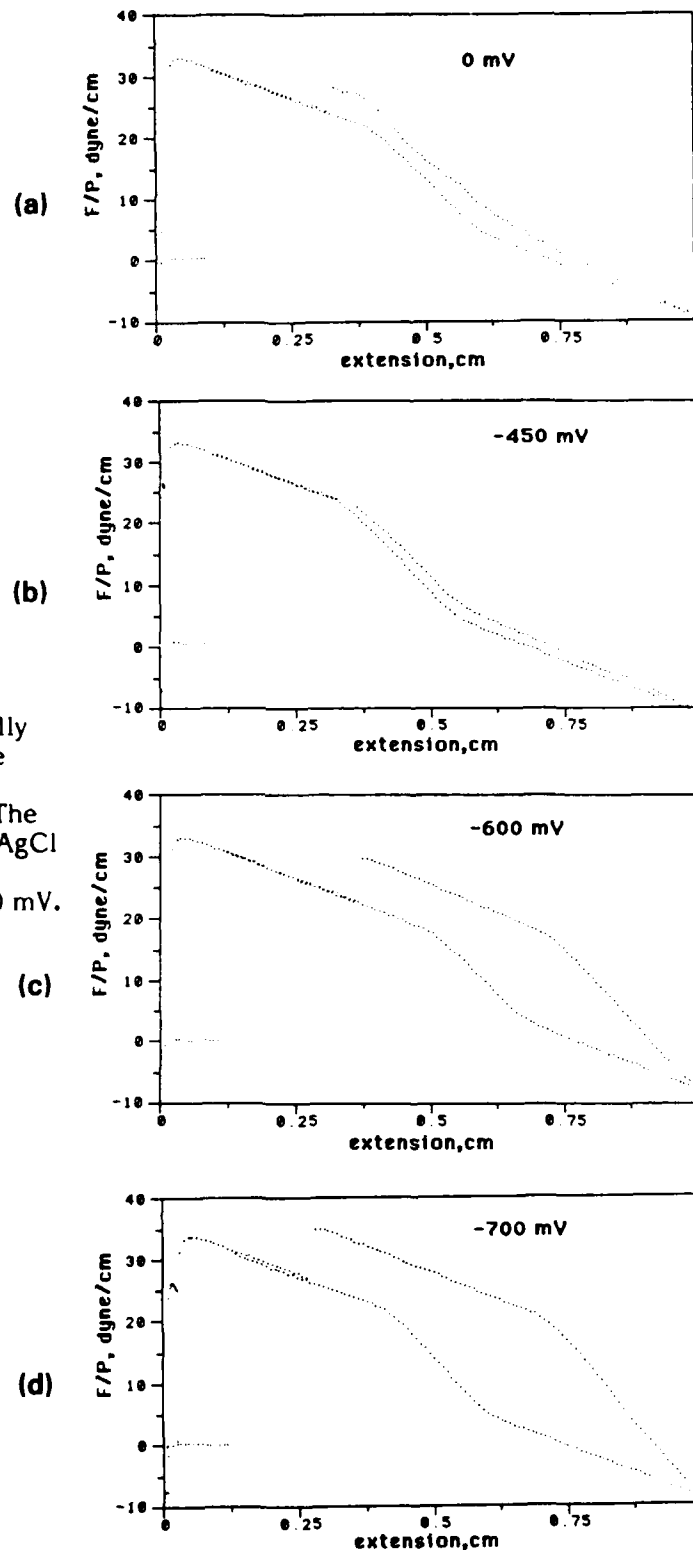 (a)
F/P, dyne/cm
40
30
20
10
0
-10
0 mV
0 0.25 0.5 0.75
extension,cm
(b)
F/P, dyne/cm
40
30
20
10
0
-10
-450 mV
0 0.25 0.5 0.75
extension,cm
lly
e
The
AgCl
0 mV.
(c)
F/P, dyne/cm
40
30
20
10
0
-10
-600 mV
0 0.25 0.5 0.75
extension,cm
(d)
F/P, dyne/cm
40
30
20
10
0
-10
-700 mV
0 0.25 0.5 0.75
extension,cm